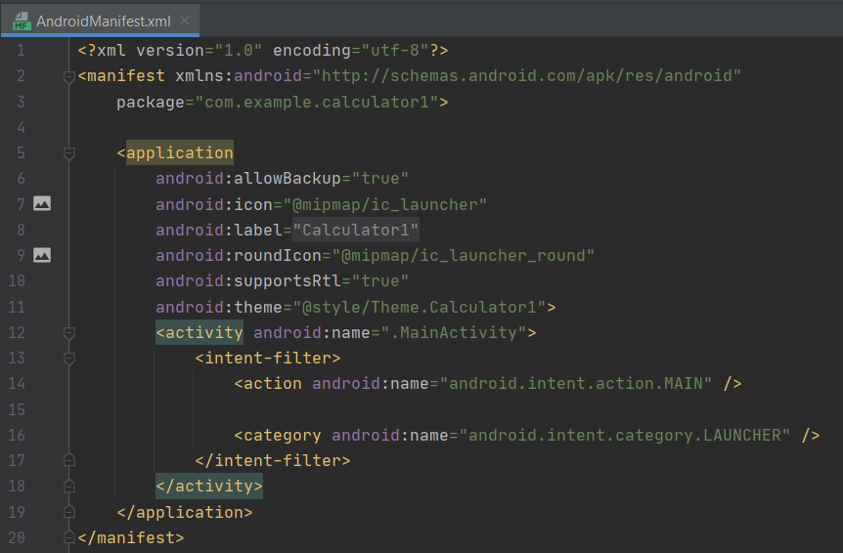 AndroidManifest.xml
1 <?xml version="1.0" encoding="utf-8"?>
2 <manifest xmlns:android="http://schemas.android.com/apk/res/android"
3     package="com.example.calculator1">
4
5     <application
6         android:allowBackup="true"
7         android:icon="@mipmap/ic_launcher"
8         android:label="Calculator1"
9         android:roundIcon="@mipmap/ic_launcher_round"
10         android:supportsRtl="true"
11         android:theme="@style/Theme.Calculator1">
12         <activity android:name=".MainActivity">
13             <intent-filter>
14                 <action android:name="android.intent.action.MAIN" />
15
16                 <category android:name="android.intent.category.LAUNCHER" />
17             </intent-filter>
18         </activity>
19     </application>
20 </manifest>